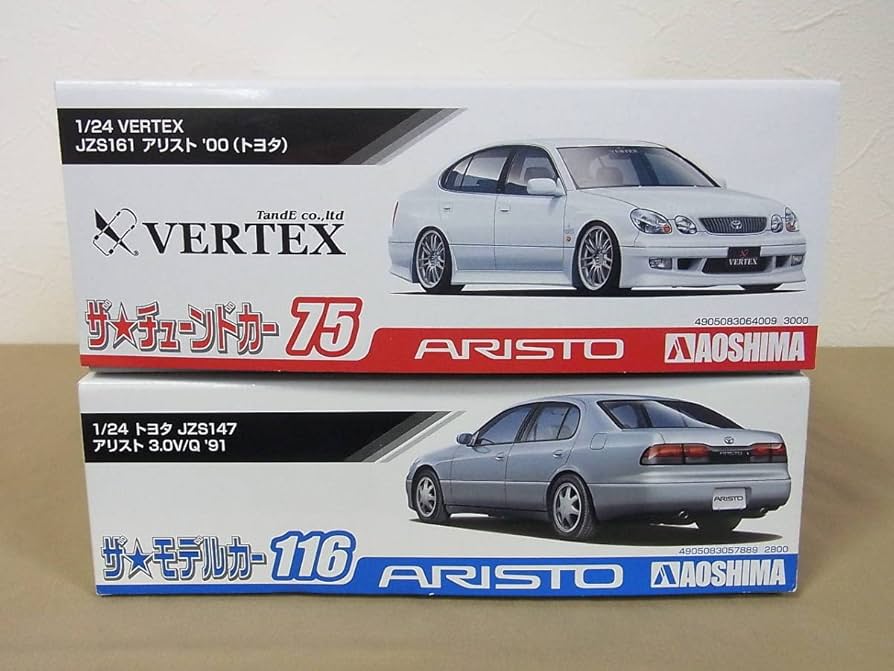 1/24 VERTEX
JZS161 アリスト '00 (トヨタ)
TandE co.,ltd
VERTEX
VERTEX
4905083064009 3000
ザ★チューンドカー 75 ARISTO AOSHIMA
1/24 トヨタ JZS147
アリスト 3.0V/Q '91
ARISTO
ARISTO
4905083057889 2800
ザ★モデルカー 116 ARISTO AOSHIMA